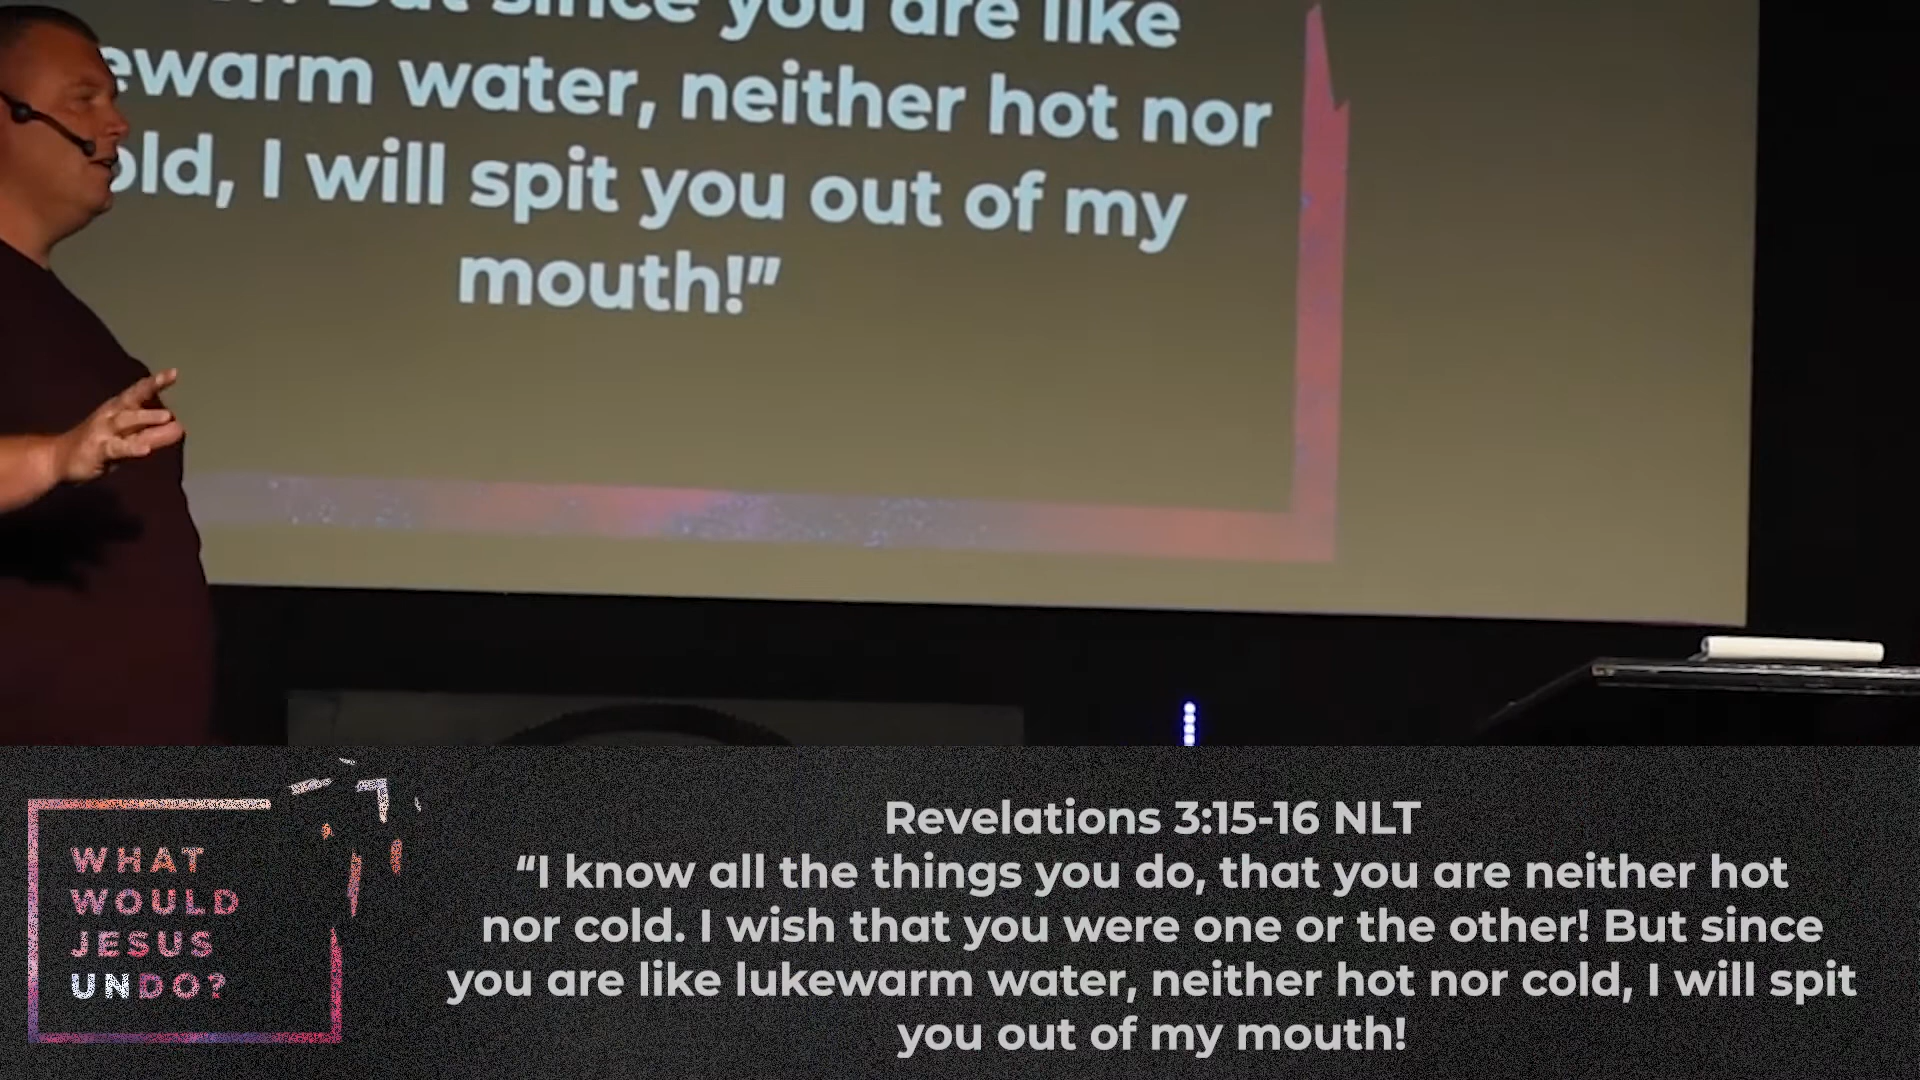 But since you are like
ewarm water, neither hot nor
old, I will spit you out of my
mouth!”
WHAT
WOULD
JESUS
UNDO?
Revelations 3:15-16 NLT
“I know all the things you do, that you are neither hot
nor cold. I wish that you were one or the other! But since
you are like lukewarm water, neither hot nor cold, I will spit
you out of my mouth!